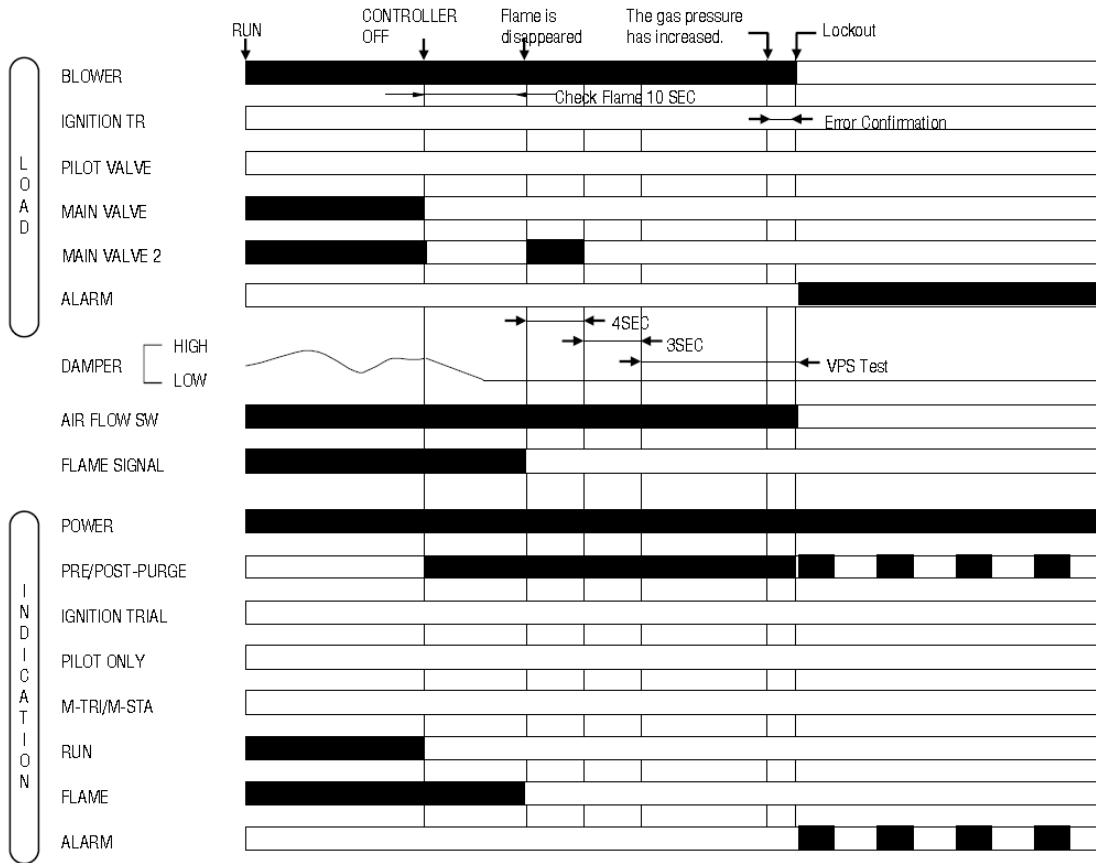 RUN
CONTROLLER
OFF
Flame is
disappeared
The gas pressure
has increased.
Lockout
LOAD
BLOWER
Check Flame 10 SEC
IGNITION TR
Error Confirmation
PILOT VALVE
MAIN VALVE
MAIN VALVE 2
ALARM
4SEC
3SEC
DAMPER
HIGH
LOW
VPS Test
AIR FLOW SW
FLAME SIGNAL
INDICATION
POWER
PRE/POST-PURGE
IGNITION TRIAL
PILOT ONLY
M-TRI/M-STA
RUN
FLAME
ALARM